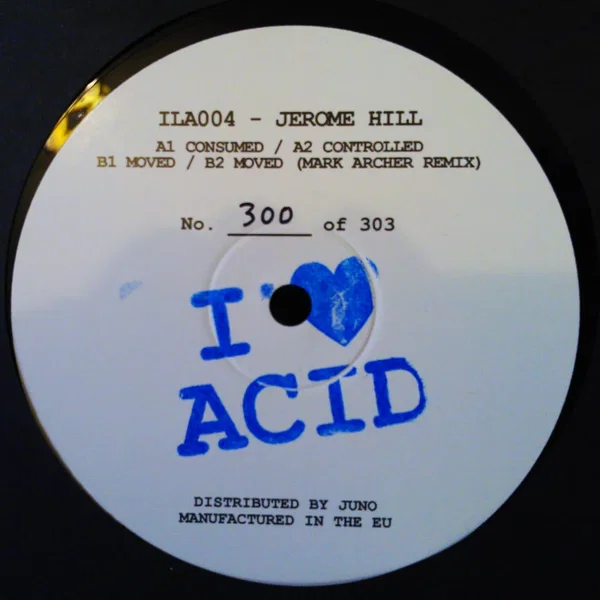 ILA004 - JEROME HILL
A1 CONSUMED / A2 CONTROLLED
B1 MOVED / B2 MOVED (MARK ARCHER REMIX)
No. 300 of 303
I ♥
ACID
DISTRIBUTED BY JUNO
MANUFACTURED IN THE EU